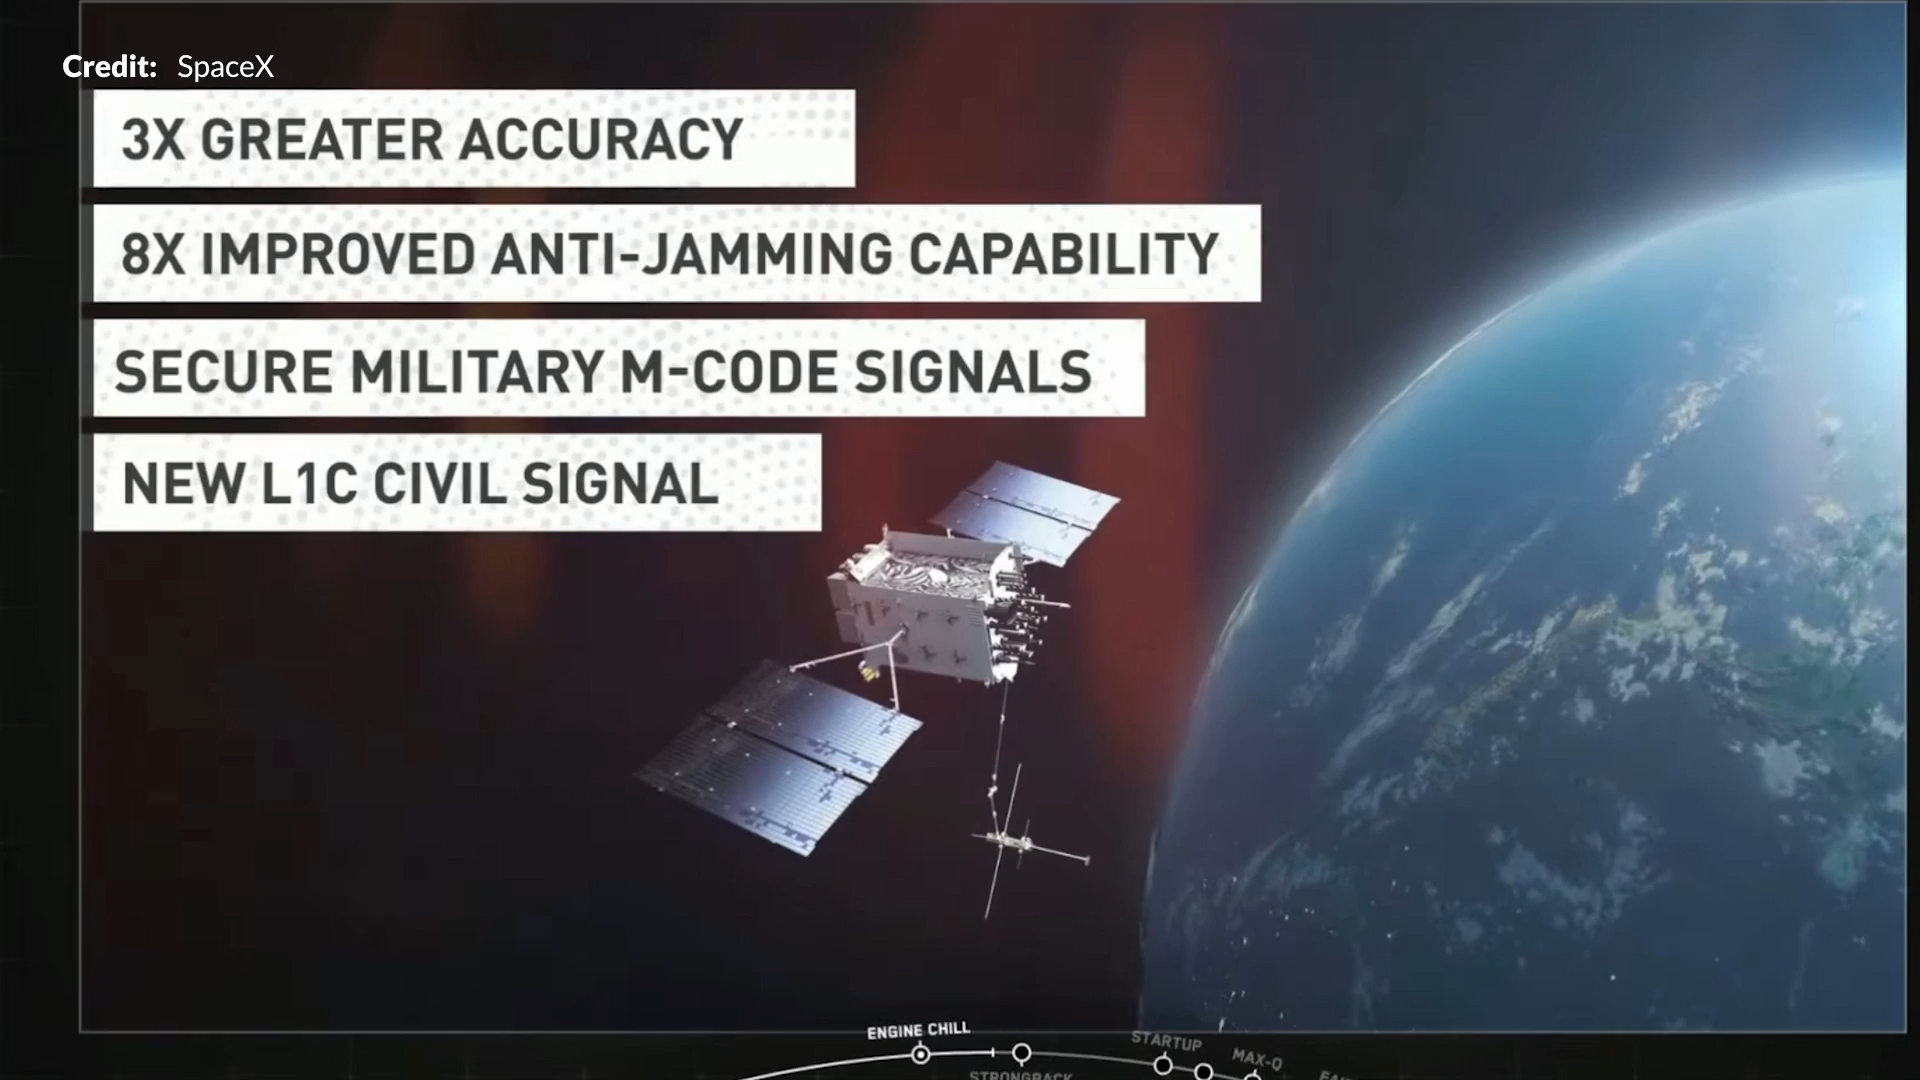 Credit: SpaceX
3X GREATER ACCURACY
8X IMPROVED ANTI-JAMMING CAPABILITY
SECURE MILITARY M-CODE SIGNALS
NEW L1C CIVIL SIGNAL
ENGINE CHILL
STRONGBACK
STARTUP
MAX-Q